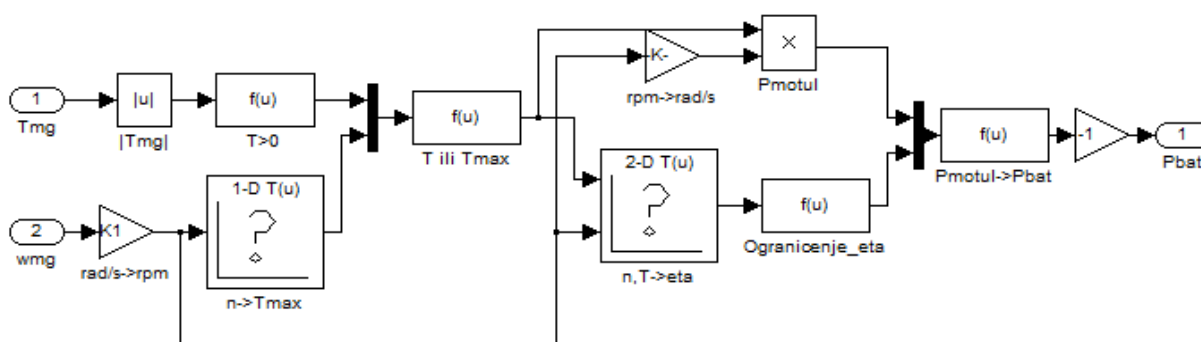 1
Tmg
|u|
|Tmg|
f(u)
T>0
2
wmg
K1
rad/s->rpm
1-D T(u)
n->Tmax
f(u)
T ili Tmax
K-
rpm->rad/s
×
Pmotul
2-D T(u)
n,T->eta
f(u)
Ogranicenje_eta
f(u)
Pmotul->Pbat
-1
1
Pbat